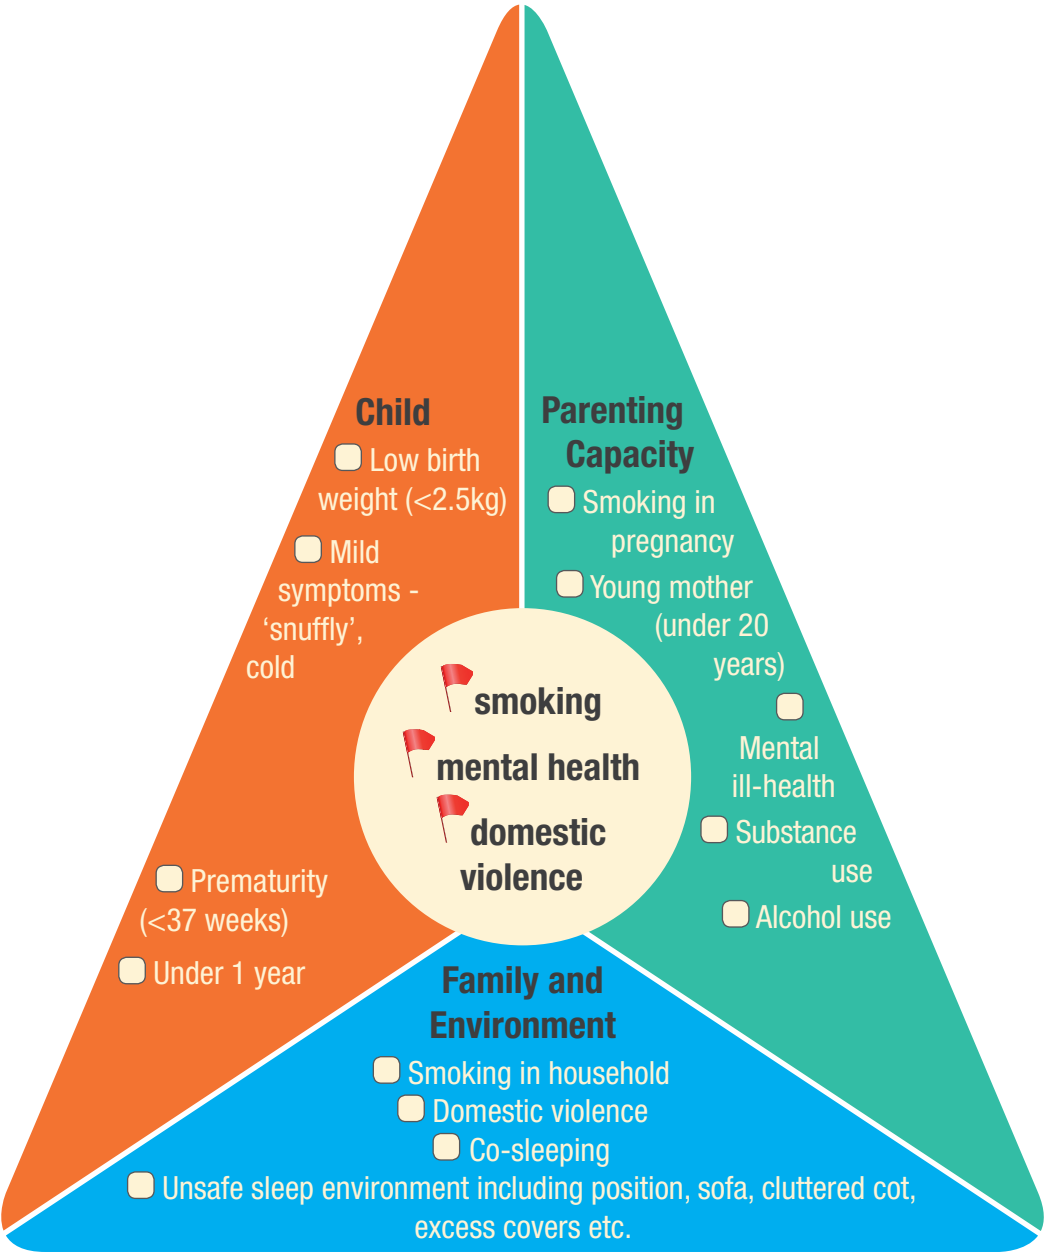 Child
Low birth
weight (<2.5kg)
Mild
symptoms -
‘snuffly’,
cold
Prematurity
(<37 weeks)
Under 1 year
Parenting
Capacity
Smoking in
pregnancy
Young mother
(under 20
years)
Mental
ill-health
Substance
use
Alcohol use
smoking
mental health
domestic
violence
Family and
Environment
Smoking in household
Domestic violence
Co-sleeping
Unsafe sleep environment including position, sofa, cluttered cot,
excess covers etc.